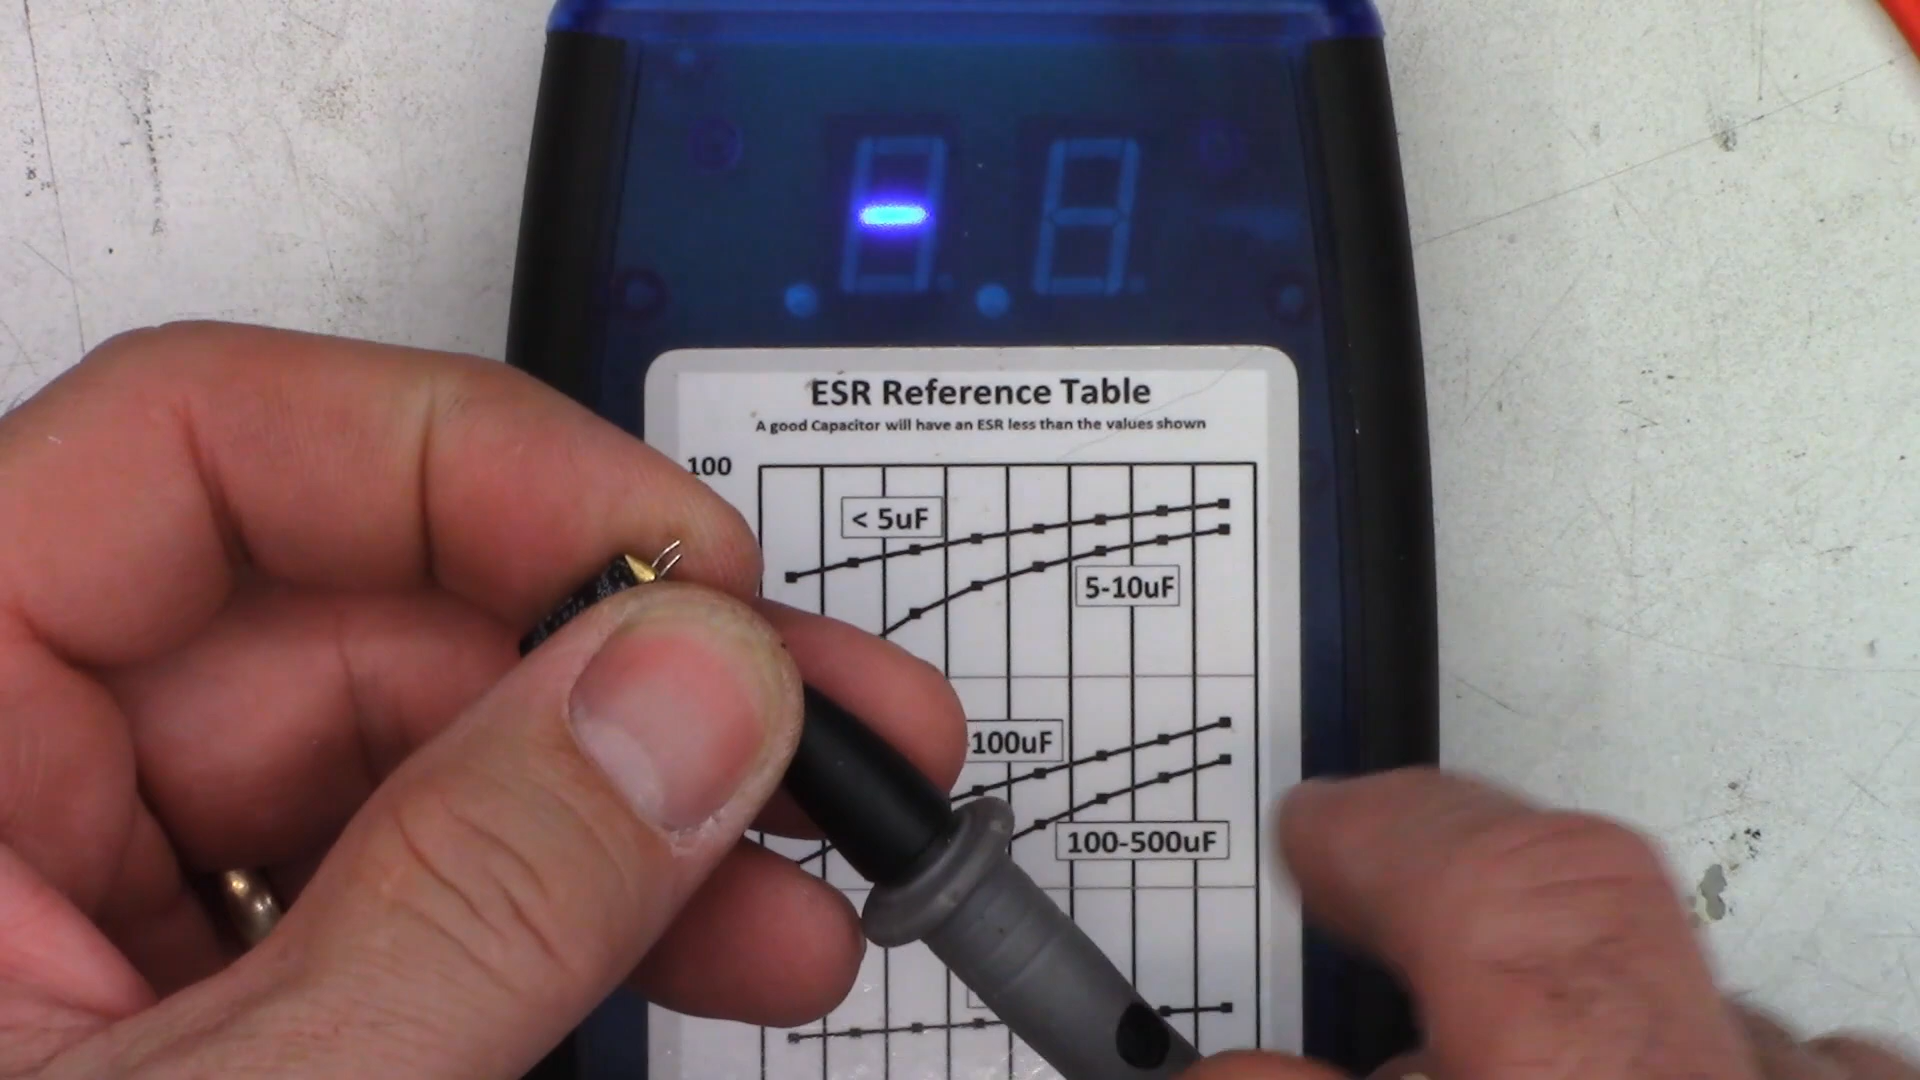 -
ESR Reference Table
A good Capacitor will have an ESR less than the values shown
100
< 5uF
5-10uF
-100uF
100-500uF